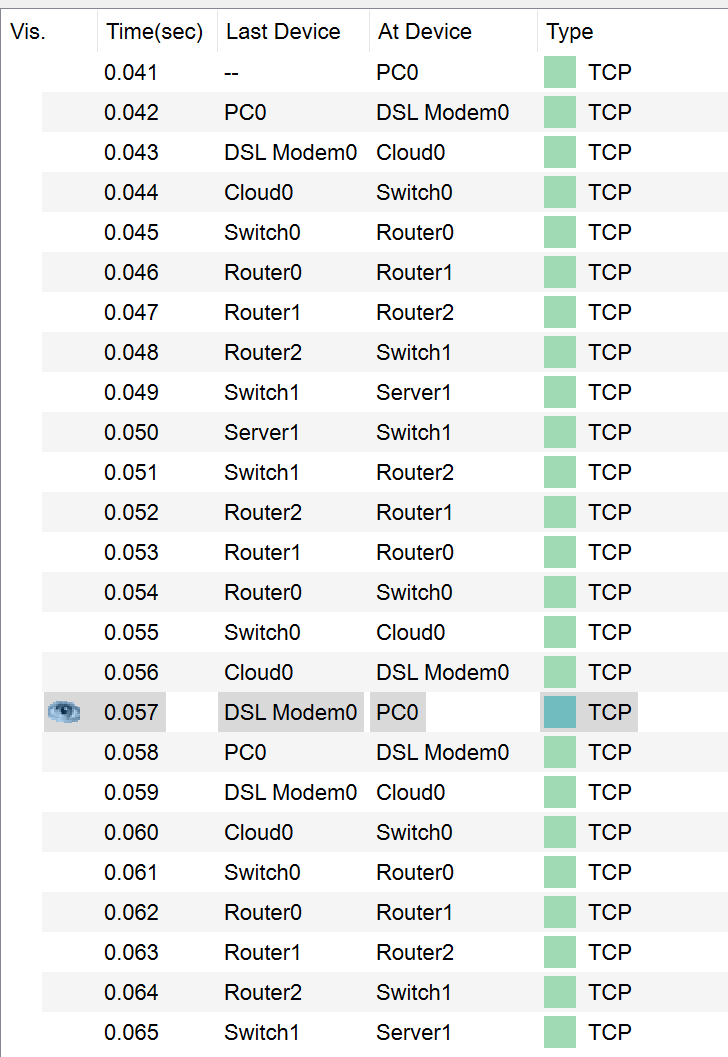 Vis. Time(sec) Last Device At Device Type
0.041 -- PC0 TCP
0.042 PC0 DSL Modem0 TCP
0.043 DSL Modem0 Cloud0 TCP
0.044 Cloud0 Switch0 TCP
0.045 Switch0 Router0 TCP
0.046 Router0 Router1 TCP
0.047 Router1 Router2 TCP
0.048 Router2 Switch1 TCP
0.049 Switch1 Server1 TCP
0.050 Server1 Switch1 TCP
0.051 Switch1 Router2 TCP
0.052 Router2 Router1 TCP
0.053 Router1 Router0 TCP
0.054 Router0 Switch0 TCP
0.055 Switch0 Cloud0 TCP
0.056 Cloud0 DSL Modem0 TCP
0.057 DSL Modem0 PC0 TCP
0.058 PC0 DSL Modem0 TCP
0.059 DSL Modem0 Cloud0 TCP
0.060 Cloud0 Switch0 TCP
0.061 Switch0 Router0 TCP
0.062 Router0 Router1 TCP
0.063 Router1 Router2 TCP
0.064 Router2 Switch1 TCP
0.065 Switch1 Server1 TCP